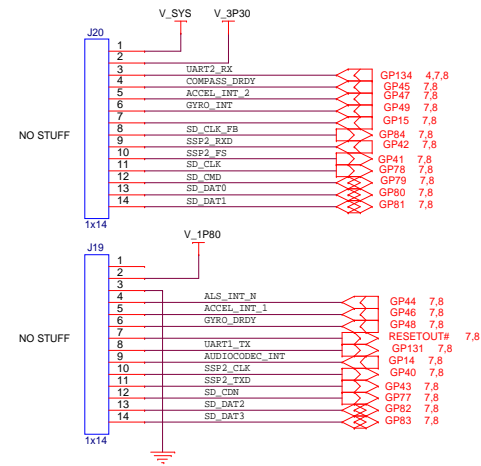 V_SYS V_3P30
J20
1
2
3 UART2_RX GP134 4,7,8
4 COMPASS_DRDY GP45 7,8
5 ACCEL_INT_2 GP47 7,8
6 GYRO_INT GP49 7,8
7 GP15 7,8
NO STUFF
8 SD_CLK_FB GP84 7,8
9 SSP2_RXD GP42 7,8
10 SSP2_FS GP41 7,8
11 SD_CLK GP78 7,8
12 SD_CMD GP79 7,8
13 SD_DAT0 GP80 7,8
14 SD_DAT1 GP81 7,8
1x14
V_1P80
J19
1
2
3
4 ALS_INT_N GP44 7,8
5 ACCEL_INT_1 GP46 7,8
6 GYRO_DRDY GP48 7,8
7 RESETOUT# 7,8
NO STUFF
8 UART1_TX GP131 7,8
9 AUDIOCODEC_INT GP14 7,8
10 SSP2_CLK GP40 7,8
11 SSP2_TXD GP43 7,8
12 SD_CDN GP77 7,8
13 SD_DAT2 GP82 7,8
14 SD_DAT3 GP83 7,8
1x14